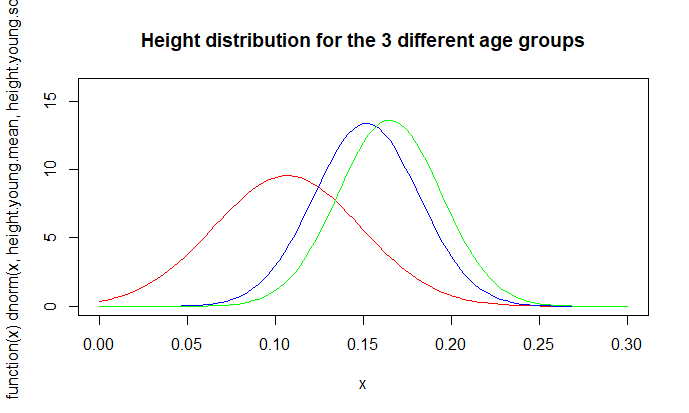 Height distribution for the 3 different age groups
function(x) dnorm(x, height.young.mean, height.young.sc
15
10
5
0
0.00 0.05 0.10 0.15 0.20 0.25 0.30
x